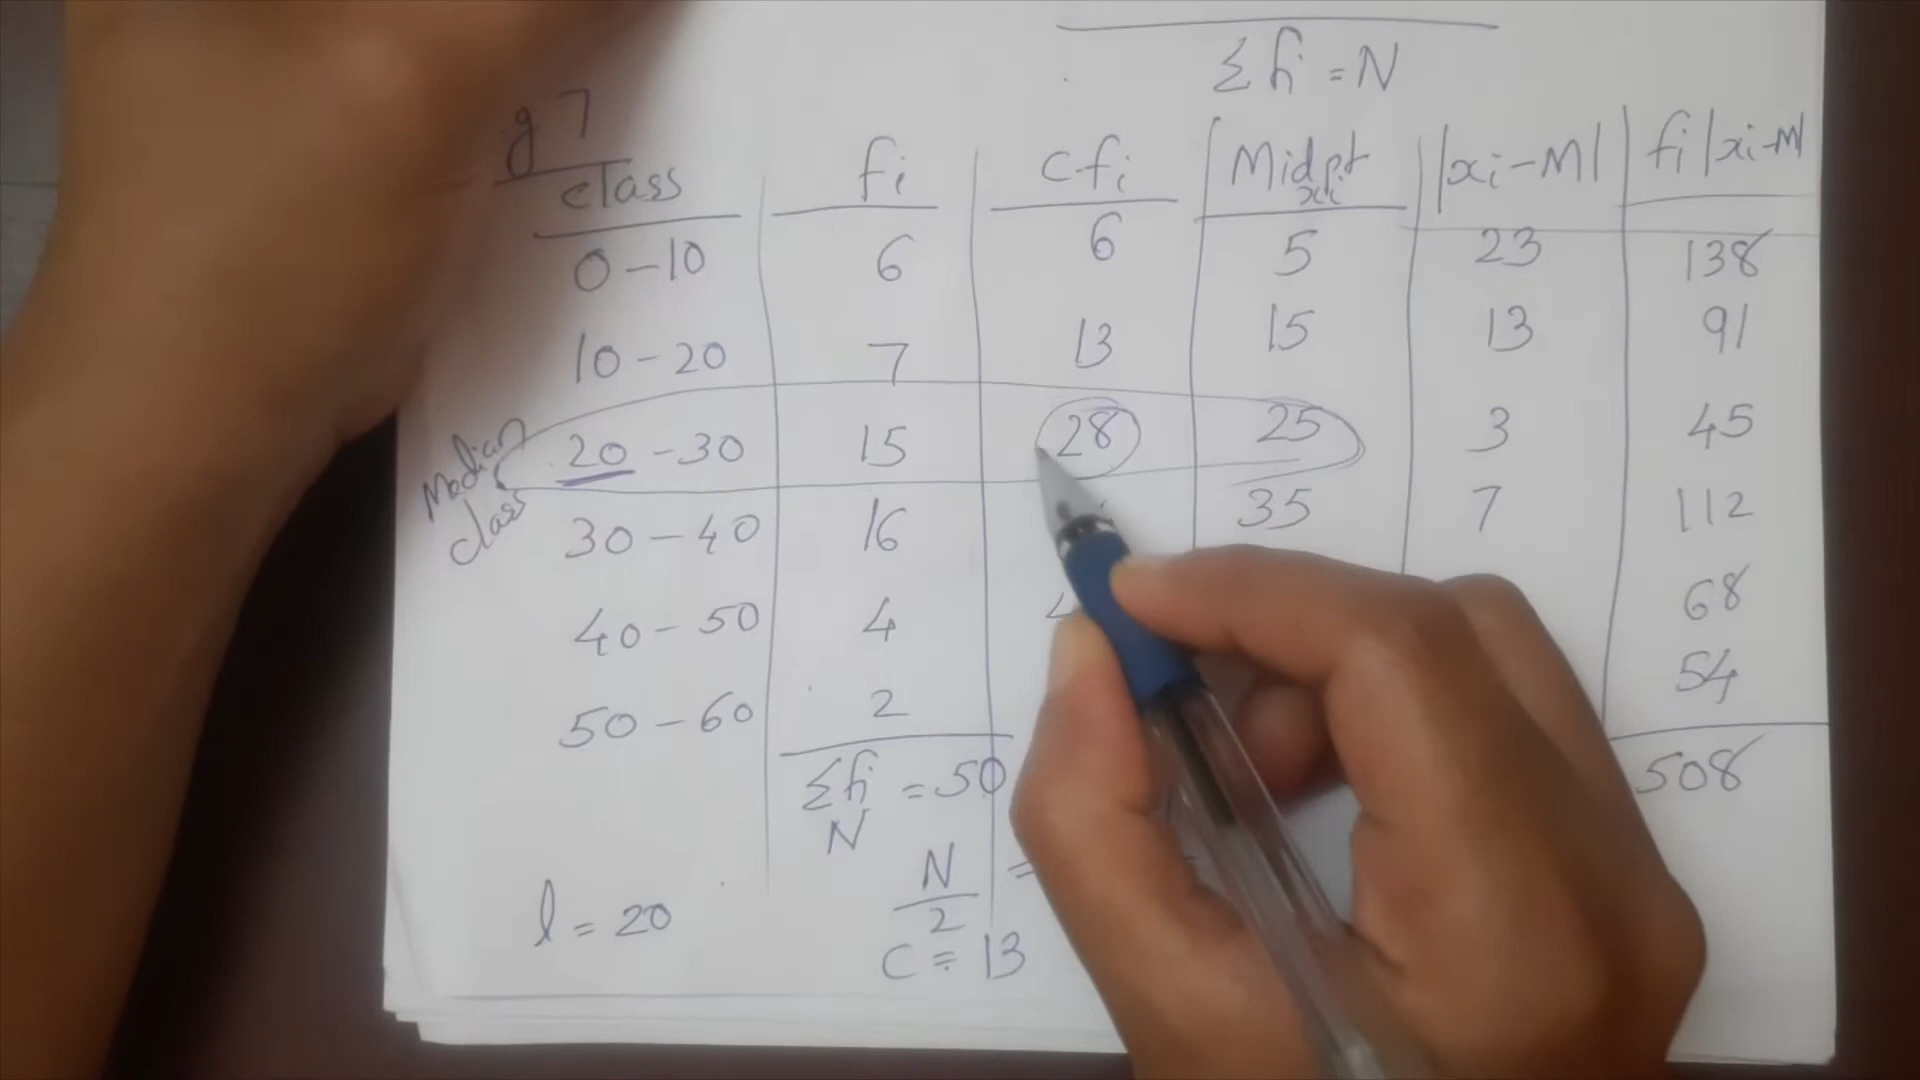 Σfi = N
g 7
class fi cfi Midpt xi |xi-M| fi|xi-M|
0-10 6 6 5 23 138
10-20 7 13 15 13 91
Median class 20-30 15 28 25 3 45
30-40 16 35 7 112
40-50 4 4 68
50-60 2 54
Σfi = 50 508
N
N/2 =
l = 20 C = 13